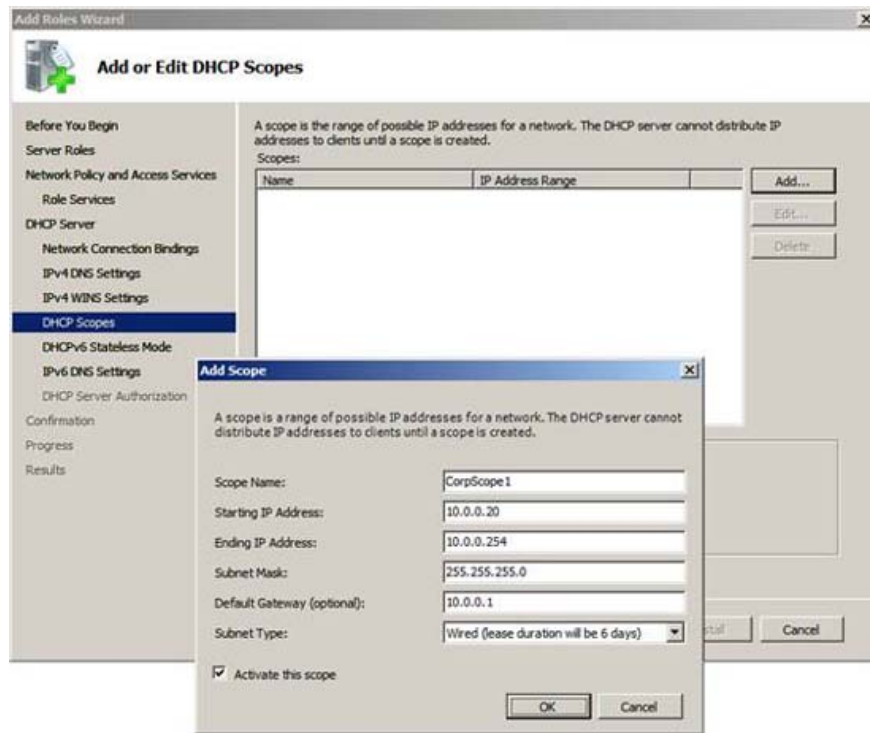 Add Roles Wizard
Add or Edit DHCP Scopes
Before You Begin
Server Roles
Network Policy and Access Services
Role Services
DHCP Server
Network Connection Bindings
IPv4 DNS Settings
IPv4 WINS Settings
DHCP Scopes
DHCPv6 Stateless Mode
IPv6 DNS Settings
DHCP Server Authorization
Confirmation
Progress
Results
A scope is the range of possible IP addresses for a network. The DHCP server cannot distribute IP
addresses to clients until a scope is created.
Scopes:
Name IP Address Range
Add...
Edit...
Delete
Cancel
Add Scope
A scope is a range of possible IP addresses for a network. The DHCP server cannot
distribute IP addresses to clients until a scope is created.
Scope Name: CorpScope1
Starting IP Address: 10.0.0.20
Ending IP Address: 10.0.0.254
Subnet Mask: 255.255.255.0
Default Gateway (optional): 10.0.0.1
Subnet Type: Wired (lease duration will be 6 days)
Activate this scope
OK Cancel